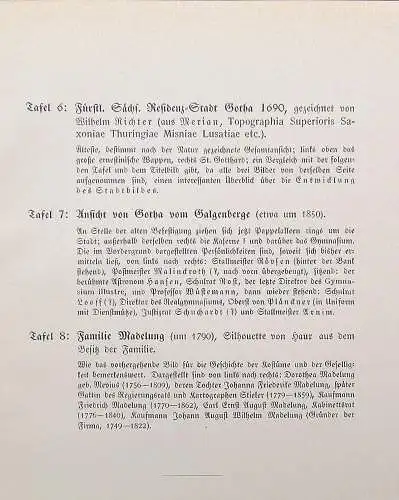 Tafel 6: Fürstl. Sächs. Residenz-Stadt Gotha 1690, gezeichnet von
Wilhelm Richter (aus Merian, Topographia Superioris Sa-
xoniae Thuringiae Misniae Lusatiae etc.).
Älteste, bestimmt nach der Natur gezeichnete Gesamtansicht; links oben das
große ernestinische Wappen, rechts St. Gotthard; ein Vergleich mit der folgen-
den Tafel und dem Titelbild gibt, da alle drei Bilder von derselben Seite
aufgenommen sind, einen interessanten Überblick über die Entwicklung des
Stadtbildes.
Tafel 7: Ansicht von Gotha vom Galgenberge (etwa um 1850).
An Stelle der alten Befestigung ziehen sich jetzt Pappelalleen rings um die
Stadt; außerhalb derselben rechts die Kaserne und darüber das Gymnasium.
Die im Vordergrund dargestellten Persönlichkeiten sind, soweit sich bisher er-
mitteln ließ, von links nach rechts: Stallmeister (hinter der Bank
stehend), Postmeister Malindroth (?, nach vorn übergebeugt), sitzend: der
berühmte Astronom Hansen, Schulrat Rost, der letzte Direktor des Gymna-
sium illustre, und Professor Wüstemann, dann wieder stehend: Schulrat
Looff (?), Direktor des Realgymnasiums, Oberst von Plänckner (in Uniform
mit Dienstmütze), Justizrat Schuchardt (?) und Stallmeister Arnim.
Tafel 8: Familie Madelung (um 1790), Silhouette von Haur aus dem
Besitz der Familie.
Wie das vorhergehende Bild für die Geschichte der Kostüme und der Gesellig-
keit bemerkenswert. Dargestellt sind von links nach rechts: Dorothea Madelung
geb. Mevius (1756—1809), deren Tochter Johanna Friederike Madelung, später
Gattin des Regierungsrats und Kartographen Stieler (1779—1859), Kaufmann
Friedrich Madelung (1770—1862), Carl Ernst August Madelung, Kabinettsrat
(1776—1840), Kaufmann Johann August Wilhelm Madelung (Gründer der
Firma, 1749—1822).